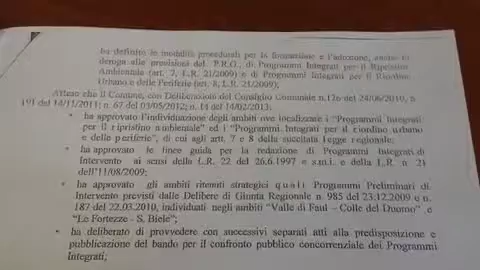 ha definito le modalità procedurali per la formazione e l'adozione, anche in
deroga alle previsioni del P.R.G., di Programmi Integrati per il Ripristino
Ambientale (art. 7, L.R. 21/2009) e di Programmi Integrati per il Riordino
Urbano e delle Periferie (art. 8, L.R. 21/2009).
Atteso che il Comune, con Deliberazioni del Consiglio Comunale n.126 del 24/06/2010, n.
191 del 14/11/2011; n. 67 del 03/05/2012; n. 14 del 14/02/2013:
• ha approvato l'individuazione degli ambiti ove localizzare i "Programmi Integrati
per il ripristino ambientale" ed i "Programmi Integrati per il riordino urbano
e delle periferie", di cui agli artt. 7 e 8 della succitata legge regionale;
• ha approvato le linee guida per la redazione di Programmi Integrati di
Intervento ai sensi della L.R. 22 del 26.6.1997 e s.m.i. e della L.R. n. 21
dell'11/08/2009;
• ha approvato gli ambiti ritenuti strategici quali Programmi Preliminari di
Intervento previsti dalle Delibere di Giunta Regionale n. 985 del 23.12.2009 e n.
187 del 22.03.2010, individuati negli ambiti "Valle di Faul - Colle del Duomo" e
"Le Fortezze - S. Biele";
• ha deliberato di provvedere con successivi separati atti alla predisposizione e
pubblicazione del bando per il confronto pubblico concorrenziale dei Programmi
Integrati;